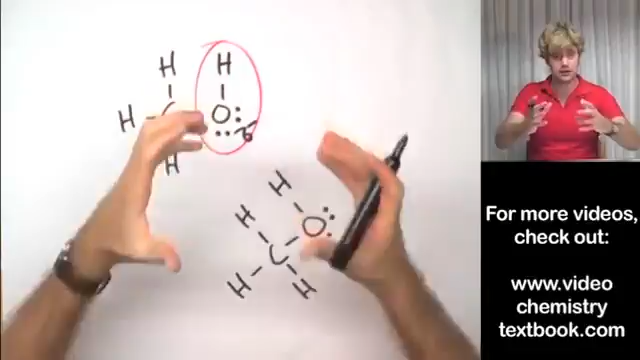 H H
H C O
H
H
H O
C
H H
For more videos,
check out:
www.video
chemistry
textbook.com